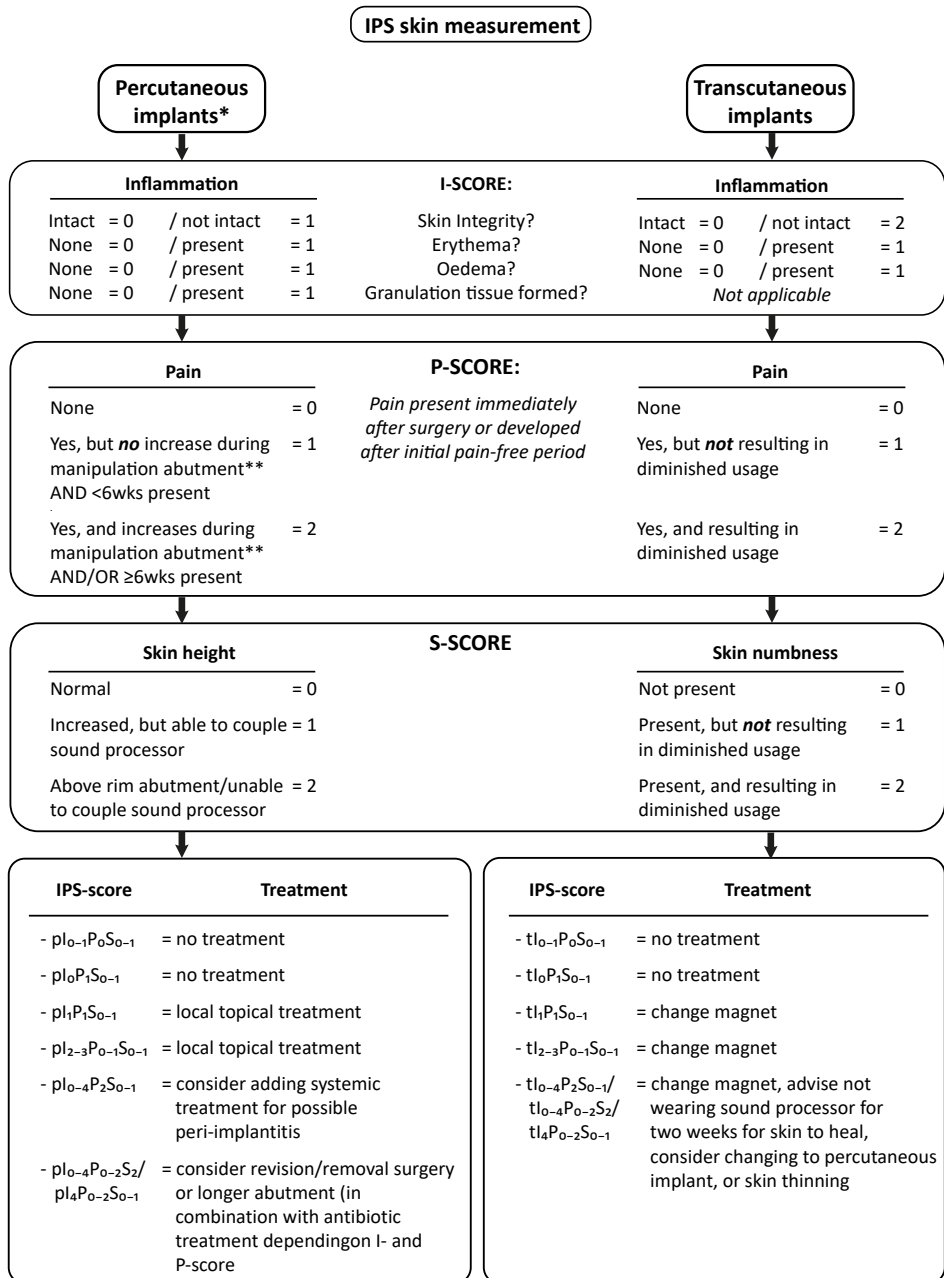 IPS skin measurement
Percutaneous
implants*
Transcutaneous
implants
I-SCORE:
Inflammation
Inflammation
Intact = 0 / not intact = 1 Skin Integrity? Intact = 0 / not intact = 2
None = 0 / present = 1 Erythema? None = 0 / present = 1
None = 0 / present = 1 Oedema? None = 0 / present = 1
None = 0 / present = 1 Granulation tissue formed? Not applicable
P-SCORE:
Pain present immediately
after surgery or developed
after initial pain-free period
Pain
None = 0
Yes, but no increase during = 1
manipulation abutment**
AND <6wks present
Yes, and increases during = 2
manipulation abutment**
AND/OR ≥6wks present
Pain
None = 0
Yes, but not resulting in = 1
diminished usage
Yes, and resulting in = 2
diminished usage
S-SCORE
Skin height
Normal = 0
Increased, but able to couple = 1
sound processor
Above rim abutment/unable = 2
to couple sound processor
Skin numbness
Not present = 0
Present, but not resulting = 1
in diminished usage
Present, and resulting in = 2
diminished usage
IPS-score Treatment
- pI₀₋₁P₀S₀₋₁ = no treatment
- pI₀P₁S₀₋₁ = no treatment
- pI₁P₁S₀₋₁ = local topical treatment
- pI₂₋₃P₀₋₁S₀₋₁ = local topical treatment
- pI₀₋₄P₂S₀₋₁ = consider adding systemic
treatment for possible
peri-implantitis
- pI₀₋₄P₀₋₂S₂/ = consider revision/removal surgery
pI₄P₀₋₂S₀₋₁ or longer abutment (in
combination with antibiotic
treatment dependingon I- and
P-score
IPS-score Treatment
- tI₀₋₁P₀S₀₋₁ = no treatment
- tI₀P₁S₀₋₁ = no treatment
- tI₁P₁S₀₋₁ = change magnet
- tI₂₋₃P₀₋₁S₀₋₁ = change magnet
- tI₀₋₄P₂S₀₋₁/ = change magnet, advise not
tI₀₋₄P₀₋₂S₂/ wearing sound processor for
tI₄P₀₋₂S₀₋₁ two weeks for skin to heal,
consider changing to percutaneous
implant, or skin thinning